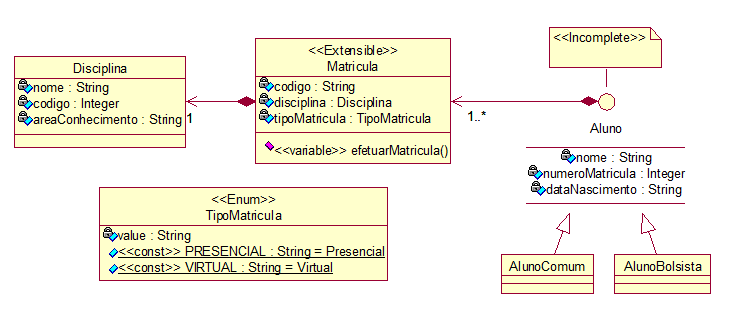 Disciplina
nome : String
codigo : Integer
areaConhecimento : String
1
<<Extensible>>
Matricula
codigo : String
disciplina : Disciplina
tipoMatricula : TipoMatricula
<<variable>> efetuarMatricula()
1..*
<<Incomplete>>
Aluno
nome : String
numeroMatricula : Integer
dataNascimento : String
<<Enum>>
TipoMatricula
value : String
<<const>> PRESENCIAL : String = Presencial
<<const>> VIRTUAL : String = Virtual
AlunoComum
AlunoBolsista